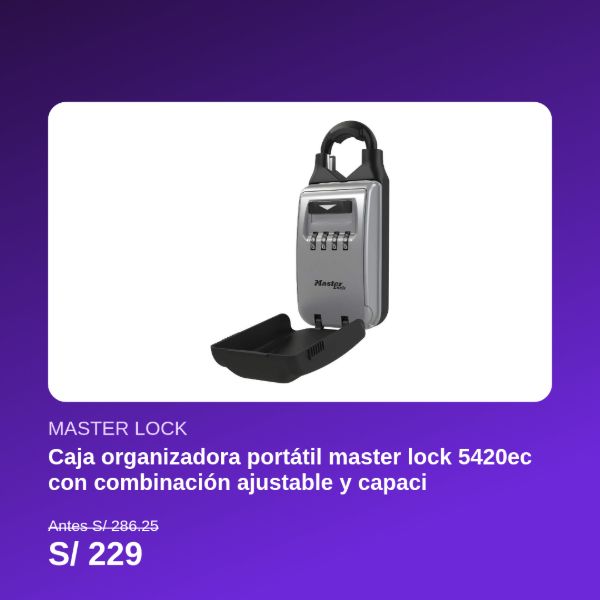 Master
Lock
MASTER LOCK
Caja organizadora portátil master lock 5420ec
con combinación ajustable y capaci
Antes S/ 286.25
S/ 229